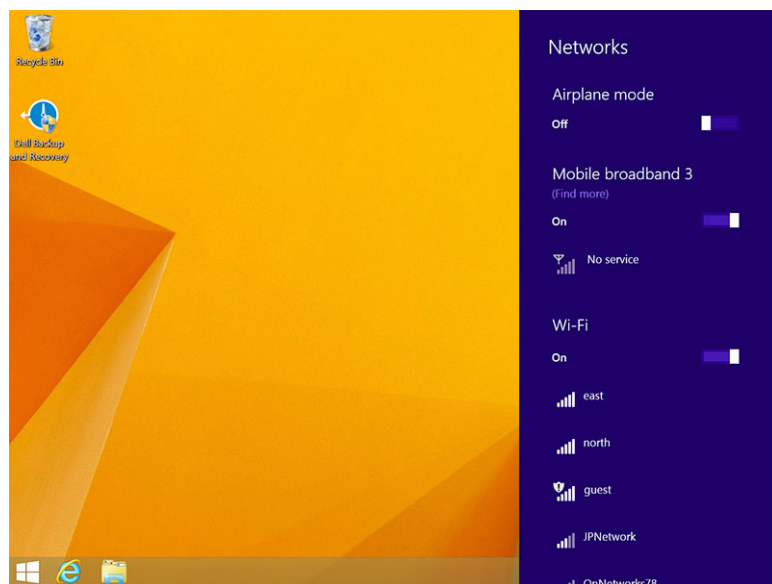 Recycle Bin
Dell Backup
and Recovery
Networks
Airplane mode
Off
Mobile broadband 3
(Find more)
On
No service
Wi-Fi
On
east
north
guest
JPNetwork
OpNetworks78